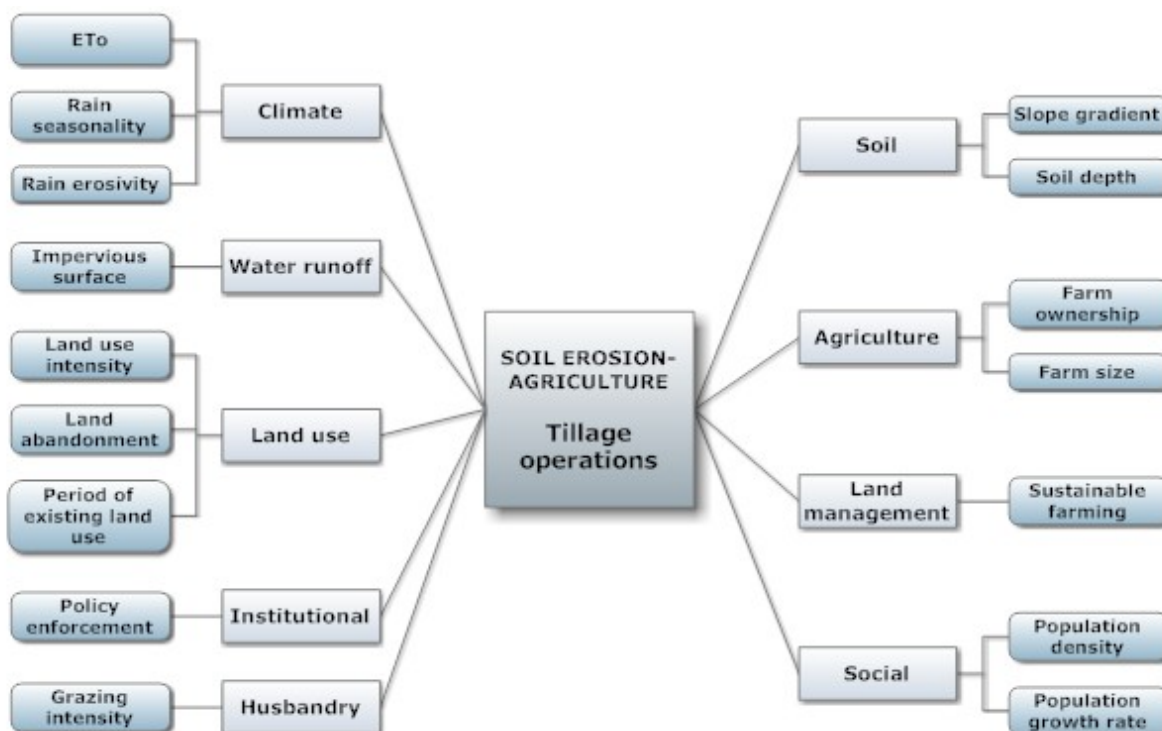 ETo
Rain
seasonality
Rain erosivity
Climate
Impervious
surface
Water runoff
Land use
intensity
Land
abandonment
Period of
existing land
use
Land use
Policy
enforcement
Institutional
Grazing
intensity
Husbandry
SOIL EROSION-
AGRICULTURE
Tillage
operations
Soil
Slope gradient
Soil depth
Agriculture
Farm
ownership
Farm size
Land
management
Sustainable
farming
Social
Population
density
Population
growth rate